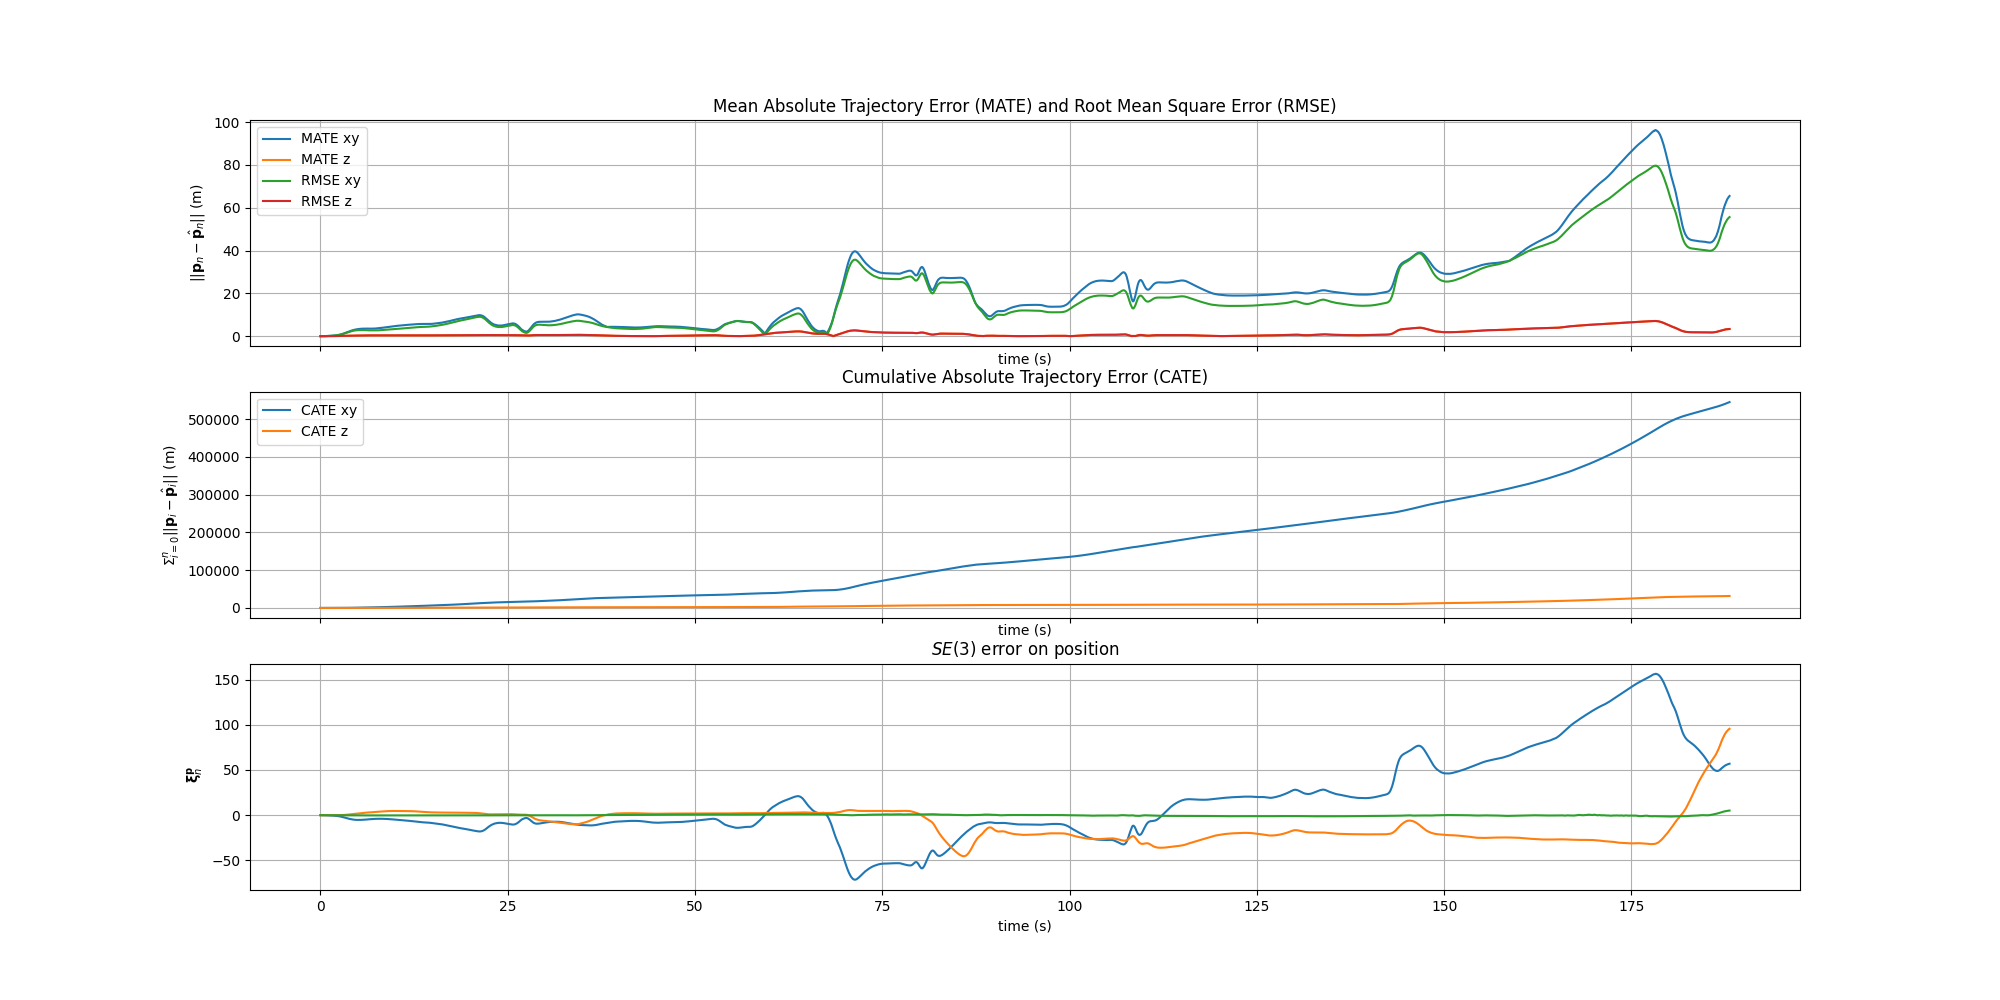 Mean Absolute Trajectory Error (MATE) and Root Mean Square Error (RMSE)
||𝐩ₙ − 𝐩̂ₙ|| (m)
100
80
60
40
20
0
MATE xy
MATE z
RMSE xy
RMSE z
time (s)
Cumulative Absolute Trajectory Error (CATE)
Σⁿᵢ₌₀||𝐩ᵢ − 𝐩̂ᵢ|| (m)
500000
400000
300000
200000
100000
0
CATE xy
CATE z
time (s)
SE(3) error on position
𝛏ₙᵖ
150
100
50
0
−50
0 25 50 75 100 125 150 175
time (s)